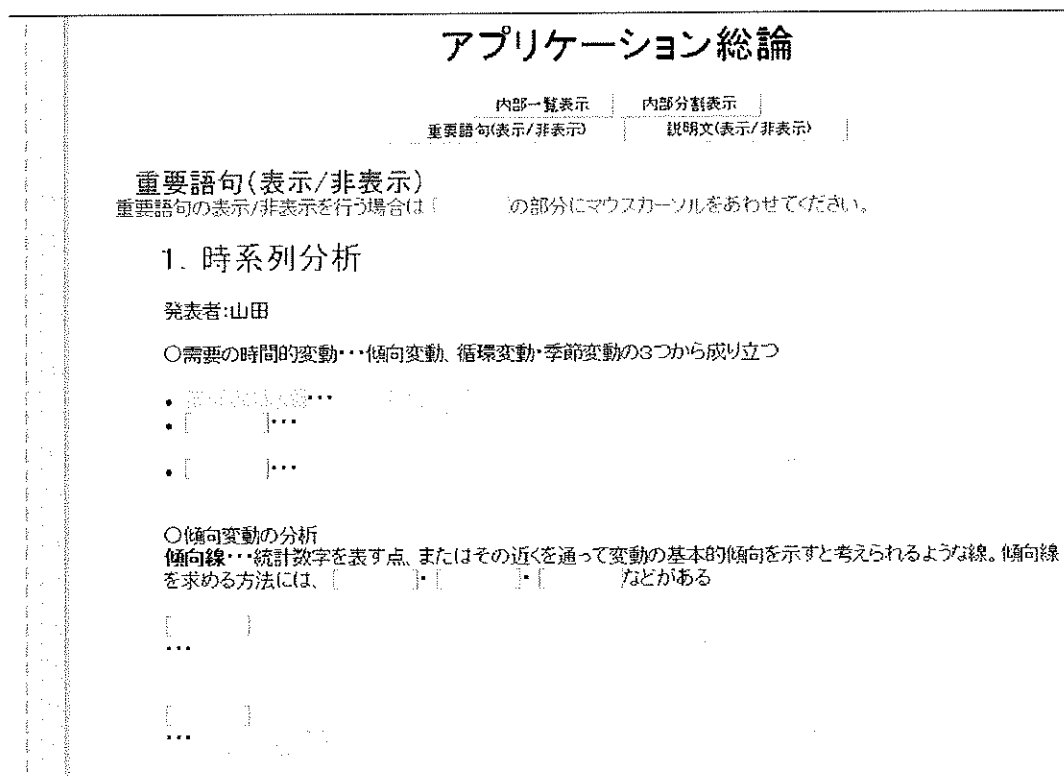 アプリケーション総論
内部一覧表示 内部分割表示
重要語句(表示/非表示) 説明文(表示/非表示)
重要語句(表示/非表示)
重要語句の表示/非表示を行う場合は [ ]の部分にマウスカーソルをあわせてください。
1. 時系列分析
発表者:山田
○需要の時間的変動・・・傾向変動、循環変動・季節変動の3つから成り立つ
• ・・・
• [ ]・・・
• [ ]・・・
○傾向変動の分析
傾向線・・・統計数字を表す点、またはその近くを通って変動の基本的傾向を示すと考えられるような線。傾向線
を求める方法には、[ ]・[ ]・[ ]などがある
[ ]
・・・
[ ]
・・・